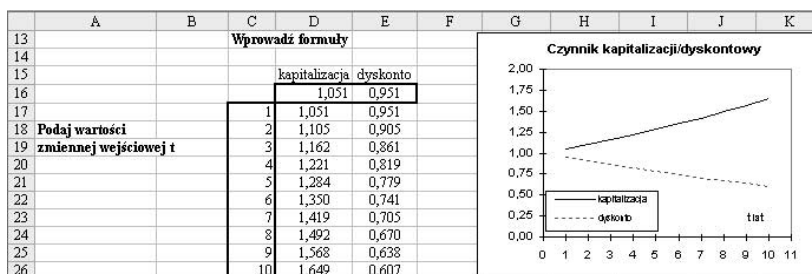 A B C D E F G H I J K
13 Wprowadź formuły
14
15 kapitalizacja dyskonto
16 1,051 0,951
17 1 1,051 0,951
18 Podaj wartości 2 1,105 0,905
19 zmiennej wejściowej t 3 1,162 0,861
20 4 1,221 0,819
21 5 1,284 0,779
22 6 1,350 0,741
23 7 1,419 0,705
24 8 1,492 0,670
25 9 1,568 0,638
26 10 1,649 0,607
Czynnik kapitalizacji/dyskontowy
2,00
1,75
1,50
1,25
1,00
0,75
0,50
0,25
0,00
kapitalizacja
dyskonto
t lat
0 1 2 3 4 5 6 7 8 9 10 11